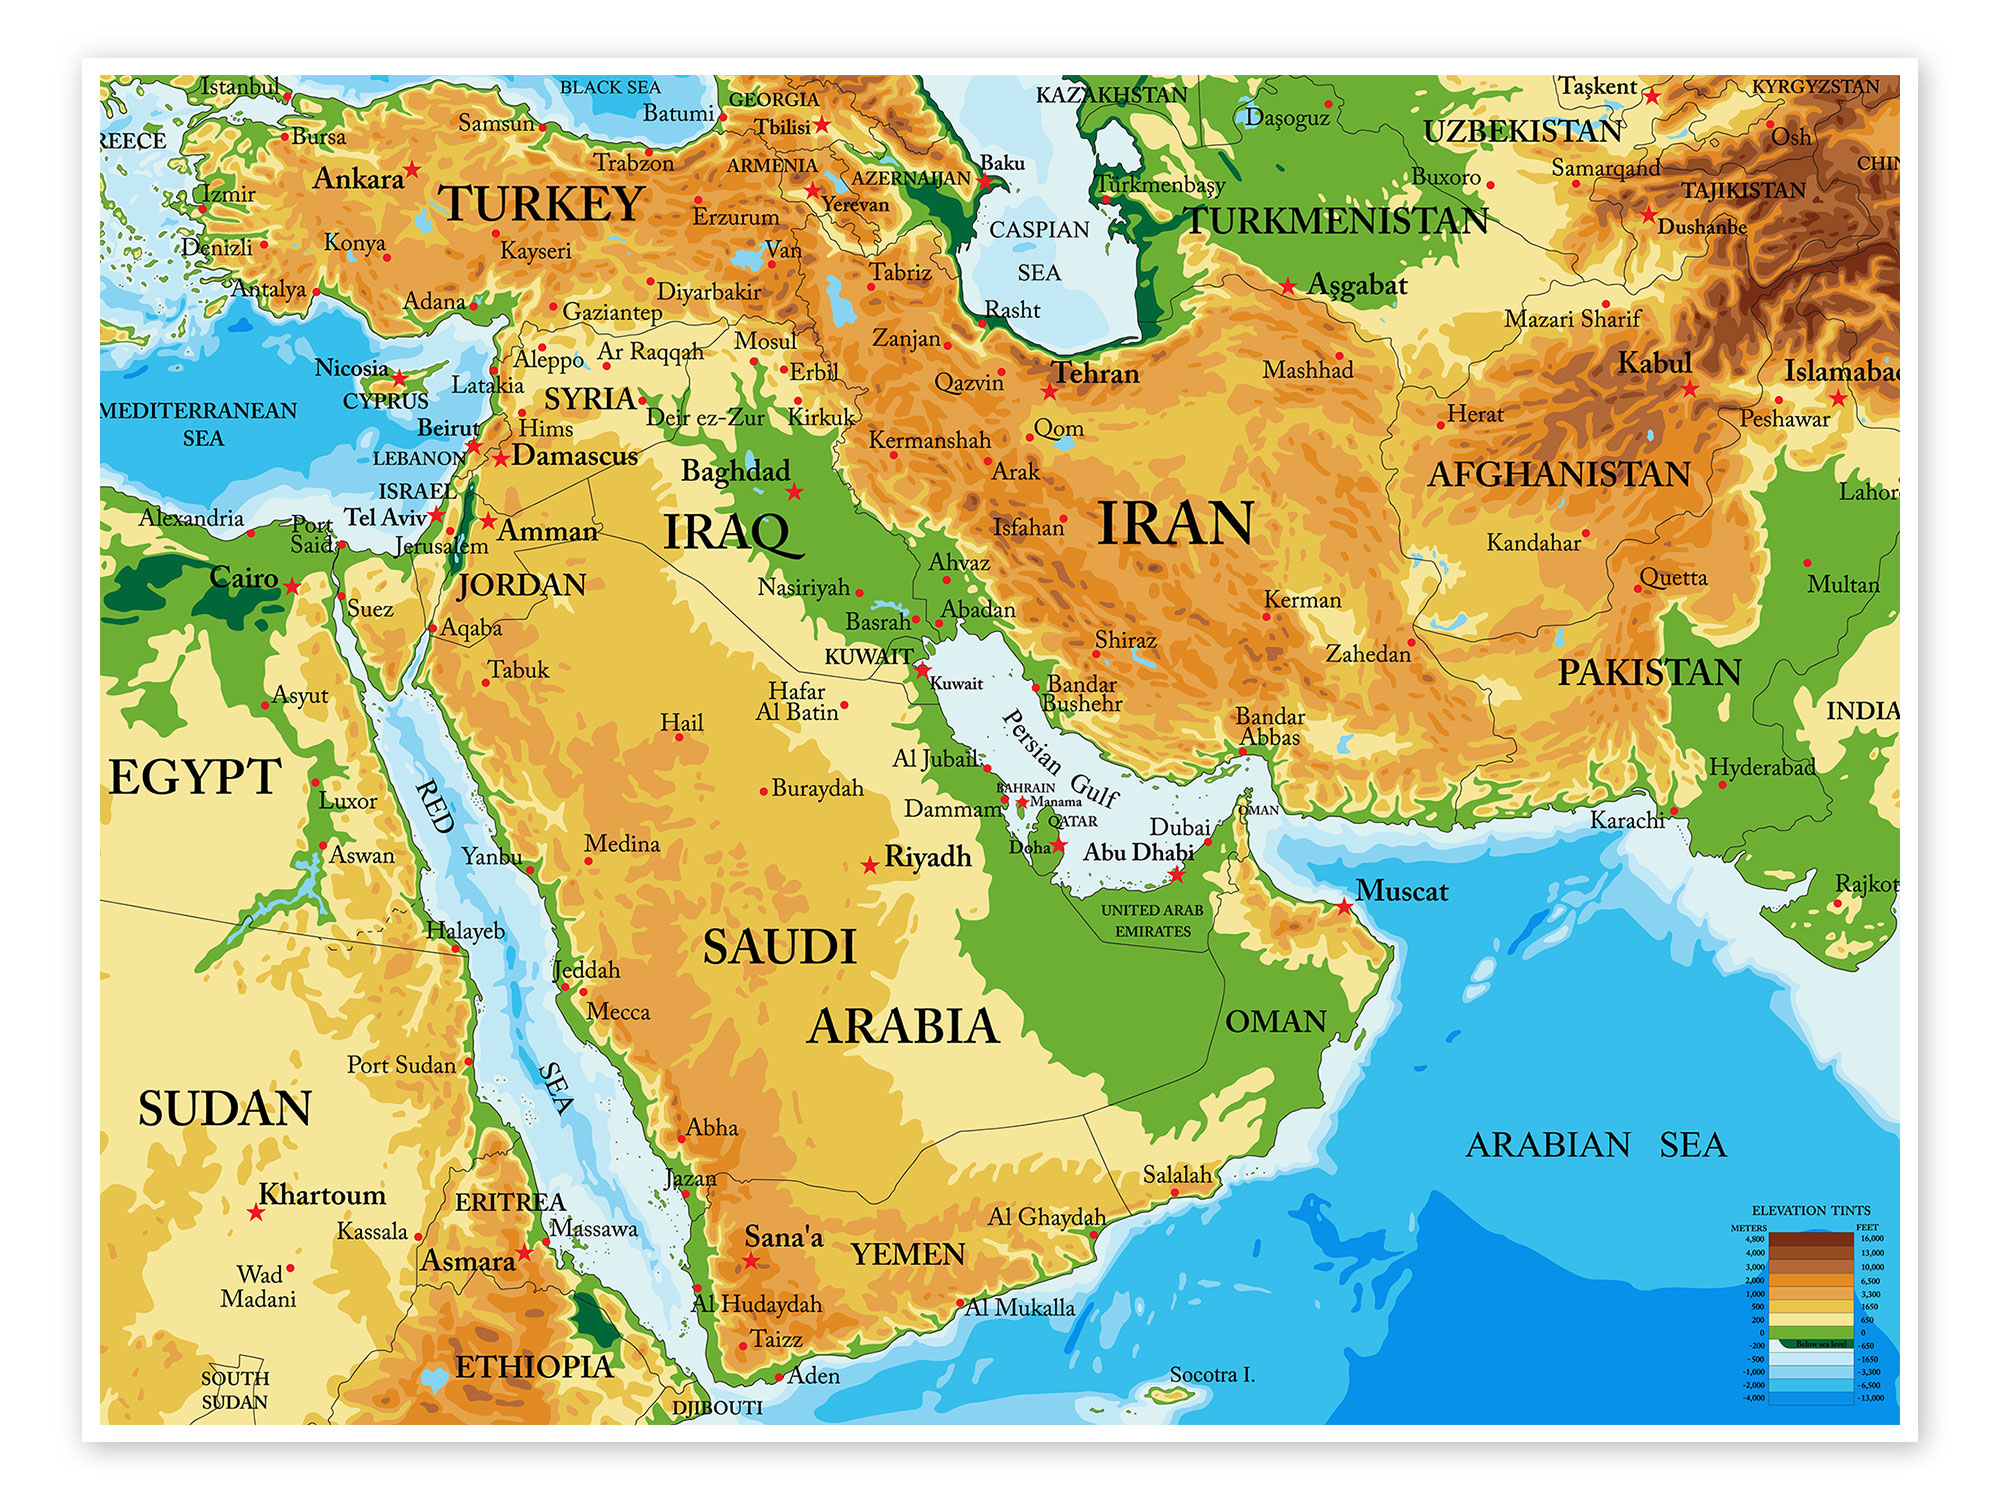 Istanbul
BLACK SEA
GEORGIA
KAZAKHSTAN
Taşkent
KYRGYZSTAN
REECE
Bursa
Samsun
Batumi
Tbilisi
Daşoguz
UZBEKISTAN
Osh
Ankara
TURKEY
Trabzon
ARMENIA
AZERNAIJAN
Baku
Türkmenbaşy
Buxoro
Samarqand
TAJIKISTAN
CHIN
Izmir
Erzurum
Yerevan
CASPIAN
SEA
TURKMENISTAN
Dushanbe
Denizli
Konya
Kayseri
Van
Tabriz
Aşgabat
Antalya
Adana
Gaziantep
Diyarbakir
Rasht
Mazari Sharif
Nicosia
CYPRUS
Latakia
Aleppo
Ar Raqqah
Mosul
Erbil
Zanjan
Qazvin
Tehran
Mashhad
Kabul
Islamabad
MEDITERRANEAN
SEA
Beirut
LEBANON
Hims
SYRIA
Deir ez-Zur
Kirkuk
Kermanshah
Qom
Herat
Peshawar
Damascus
Baghdad
Arak
AFGHANISTAN
Lahor
ISRAEL
Tel Aviv
Jerusalem
Amman
IRAQ
Isfahan
IRAN
Kandahar
Alexandria
Port
Said
Cairo
Suez
JORDAN
Aqaba
Nasiriyah
Basrah
Ahvaz
Abadan
Kerman
Quetta
Multan
Tabuk
KUWAIT
Kuwait
Shiraz
Zahedan
PAKISTAN
Asyut
Hail
Hafar
Al Batin
Bandar
Bushehr
Bandar
Abbas
INDIA
EGYPT
Luxor
RED
SEA
Buraydah
Al Jubail
Persian Gulf
Hyderabad
Dammam
BAHRAIN
Manama
QATAR
Doha
Dubai
OMAN
Karachi
Aswan
Yanbu
Medina
Riyadh
Abu Dhabi
Muscat
Rajkot
Halayeb
UNITED ARAB
EMIRATES
SAUDI
ARABIA
Jeddah
Mecca
OMAN
Port Sudan
SUDAN
Abha
ARABIAN SEA
Khartoum
Kassala
ERITREA
Massawa
Asmara
Jazan
Salalah
Al Ghaydah
Sana'a
YEMEN
Wad
Madani
Al Hudaydah
Al Mukalla
Taizz
Aden
Socotra I.
SOUTH
SUDAN
ETHIOPIA
DJIBOUTI
ELEVATION TINTS
METERS FEET
4,800 16,000
4,000 13,000
3,000 10,000
2,000 6,500
1,000 3,300
500 1650
200 650
0 0
Below sea level
-200 -650
-500 -1650
-1,000 -3,300
-2,000 -6,500
-4,000 -13,000